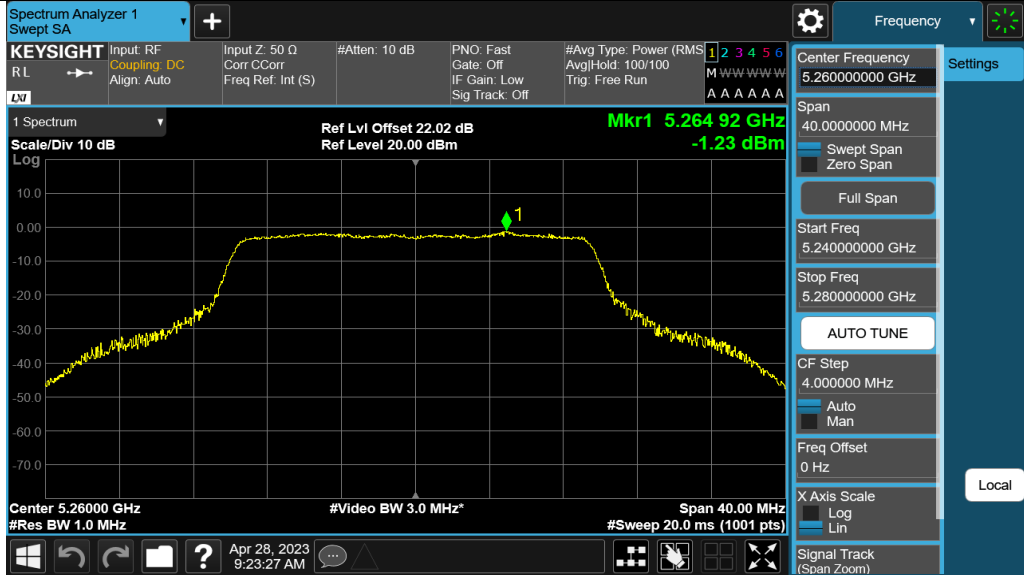 Spectrum Analyzer 1
Swept SA
+
Frequency
KEYSIGHT
RL
LXI
Input: RF
Coupling: DC
Align: Auto
Input Z: 50 Ω
Corr CCorr
Freq Ref: Int (S)
#Atten: 10 dB
PNO: Fast
Gate: Off
IF Gain: Low
Sig Track: Off
#Avg Type: Power (RMS
Avg|Hold: 100/100
Trig: Free Run
1 2 3 4 5 6
M W W W W W
A A A A A A
1 Spectrum
Scale/Div 10 dB
Log
Ref Lvl Offset 22.02 dB
Ref Level 20.00 dBm
Mkr1 5.264 92 GHz
-1.23 dBm
1
10.0
0.00
-10.0
-20.0
-30.0
-40.0
-50.0
-60.0
-70.0
Center 5.26000 GHz
#Res BW 1.0 MHz
#Video BW 3.0 MHz*
Span 40.00 MHz
#Sweep 20.0 ms (1001 pts)
Center Frequency
5.260000000 GHz
Span
40.0000000 MHz
Swept Span
Zero Span
Full Span
Start Freq
5.240000000 GHz
Stop Freq
5.280000000 GHz
AUTO TUNE
CF Step
4.000000 MHz
Auto
Man
Freq Offset
0 Hz
X Axis Scale
Log
Lin
Signal Track
(Span Zoom)
Settings
Local
?
Apr 28, 2023
9:23:27 AM